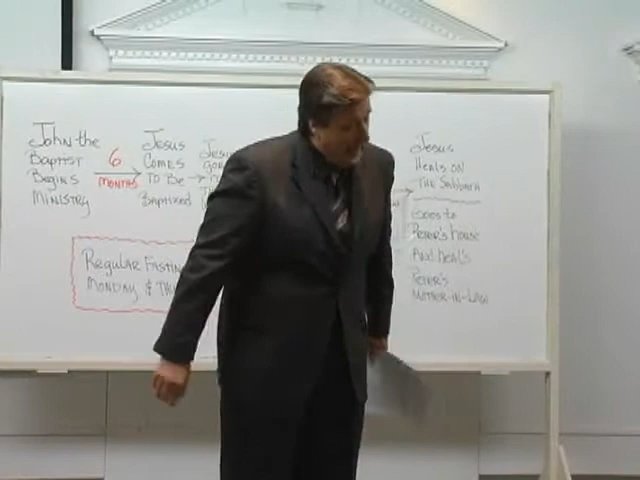 John the
Baptist
Begins
Ministry
6
MONTHS
Jesus
Comes
To Be
Baptized
Jesus
Jesus
Heals on
The Sabbath
Goes to
Peter's house
And Heals
Peter's
Mother-in-law
Regular Fasting
Monday &